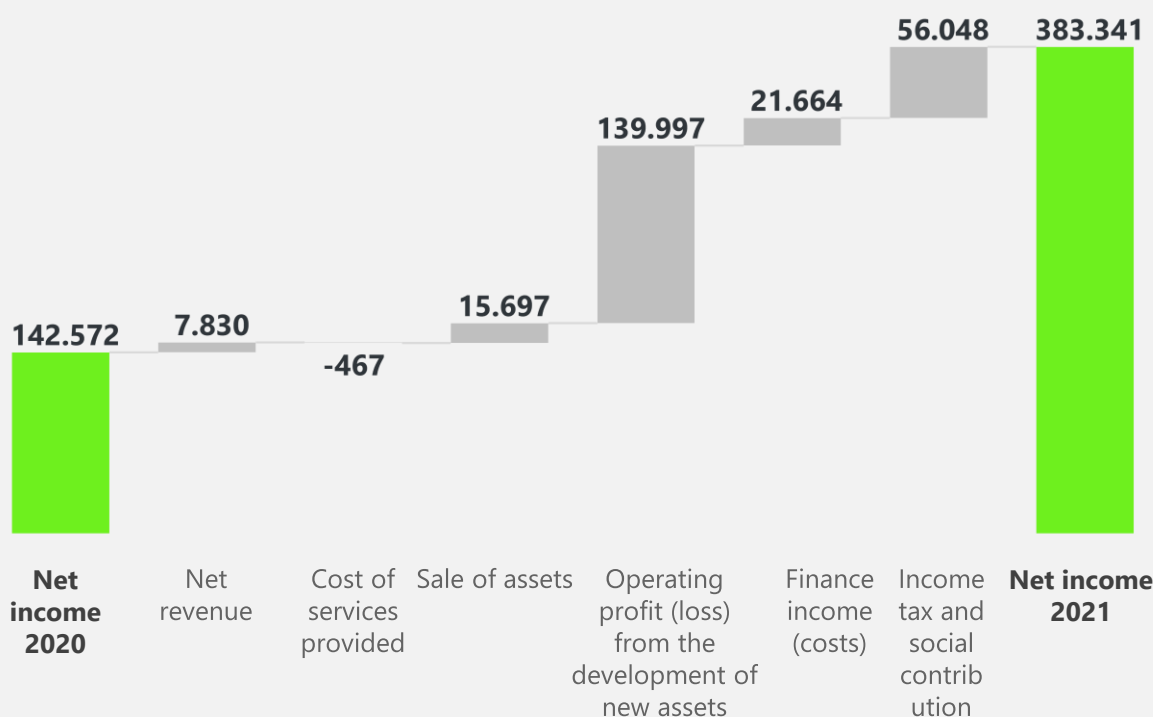 56.048
383.341
21.664
139.997
15.697
7.830
142.572
-467
Net
income
2020
Net
revenue
Cost of
services
provided
Sale of assets
Operating
profit (loss)
from the
development of
new assets
Finance
income
(costs)
Income
tax and
social
contrib
ution
Net income
2021